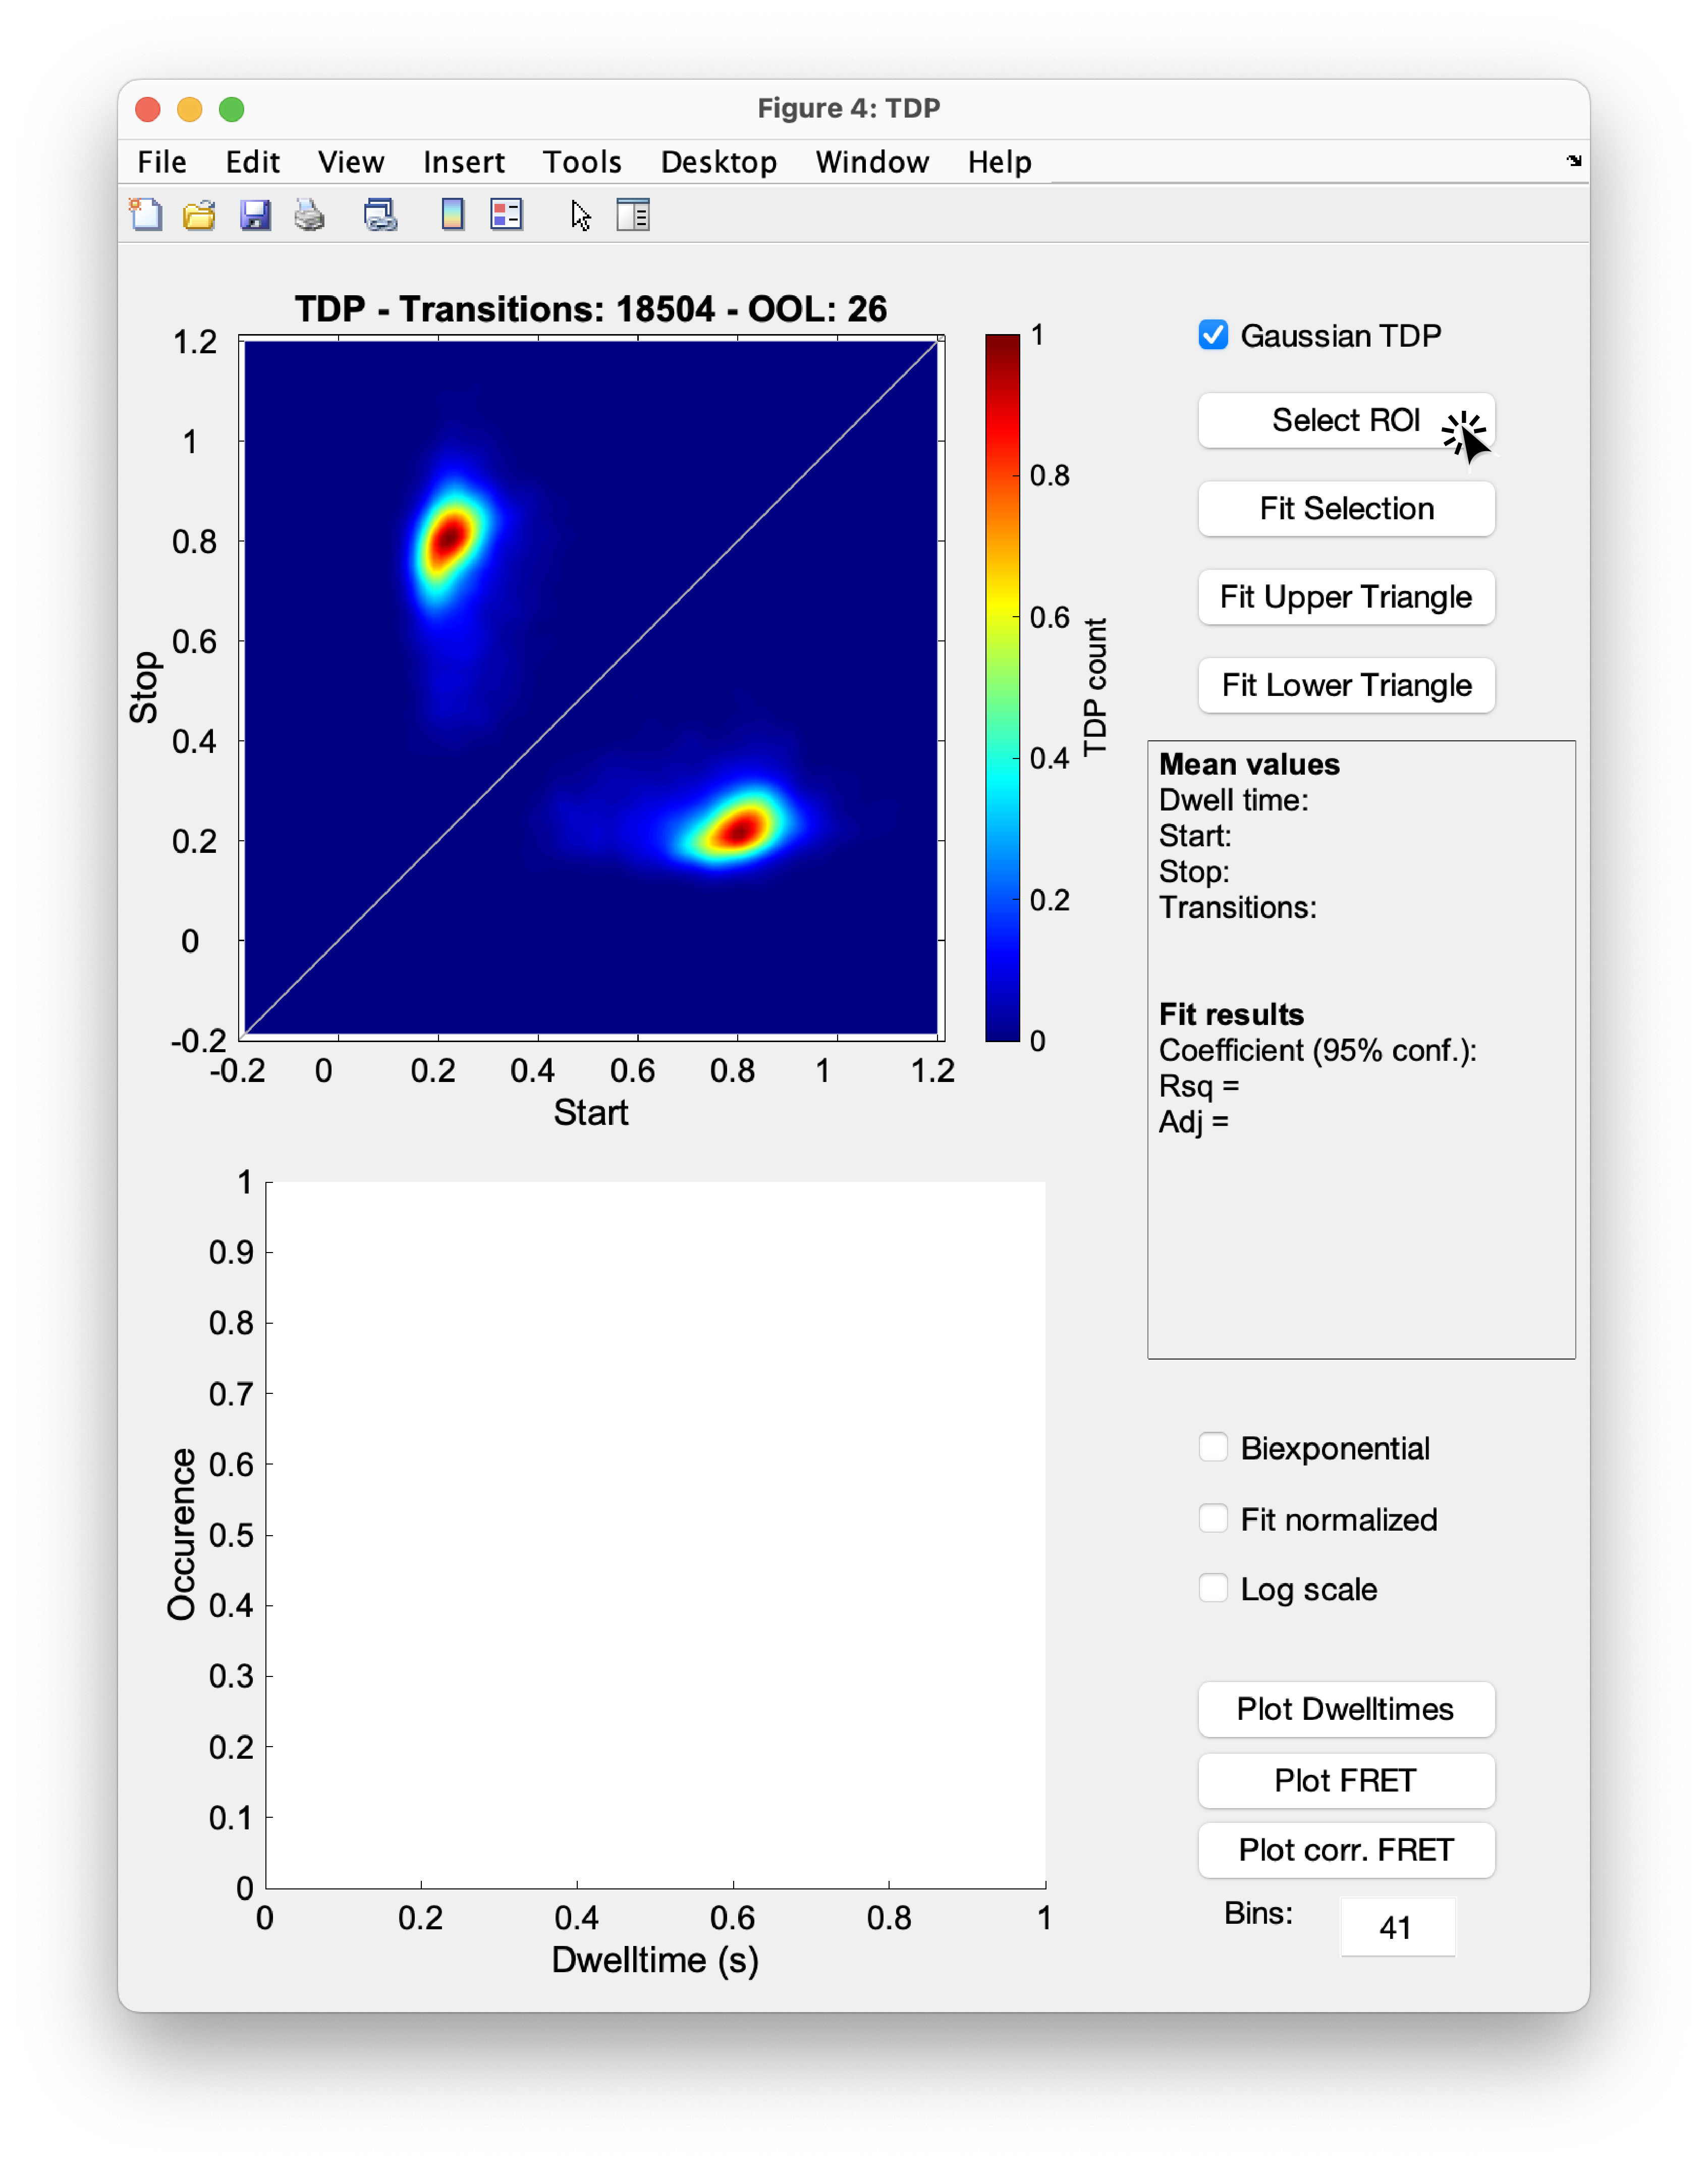 Figure 4: TDP
File Edit View Insert Tools Desktop Window Help
TDP - Transitions: 18504 - OOL: 26
1.2
1
0.8
0.6
0.4
0.2
0
-0.2
Stop
-0.2 0 0.2 0.4 0.6 0.8 1 1.2
Start
1
0.8
0.6
0.4
0.2
0
TDP count
Gaussian TDP
Select ROI
Fit Selection
Fit Upper Triangle
Fit Lower Triangle
Mean values
Dwell time:
Start:
Stop:
Transitions:
Fit results
Coefficient (95% conf.):
Rsq =
Adj =
1
0.9
0.8
0.7
0.6
0.5
0.4
0.3
0.2
0.1
0
Occurence
0 0.2 0.4 0.6 0.8 1
Dwelltime (s)
Biexponential
Fit normalized
Log scale
Plot Dwelltimes
Plot FRET
Plot corr. FRET
Bins: 41